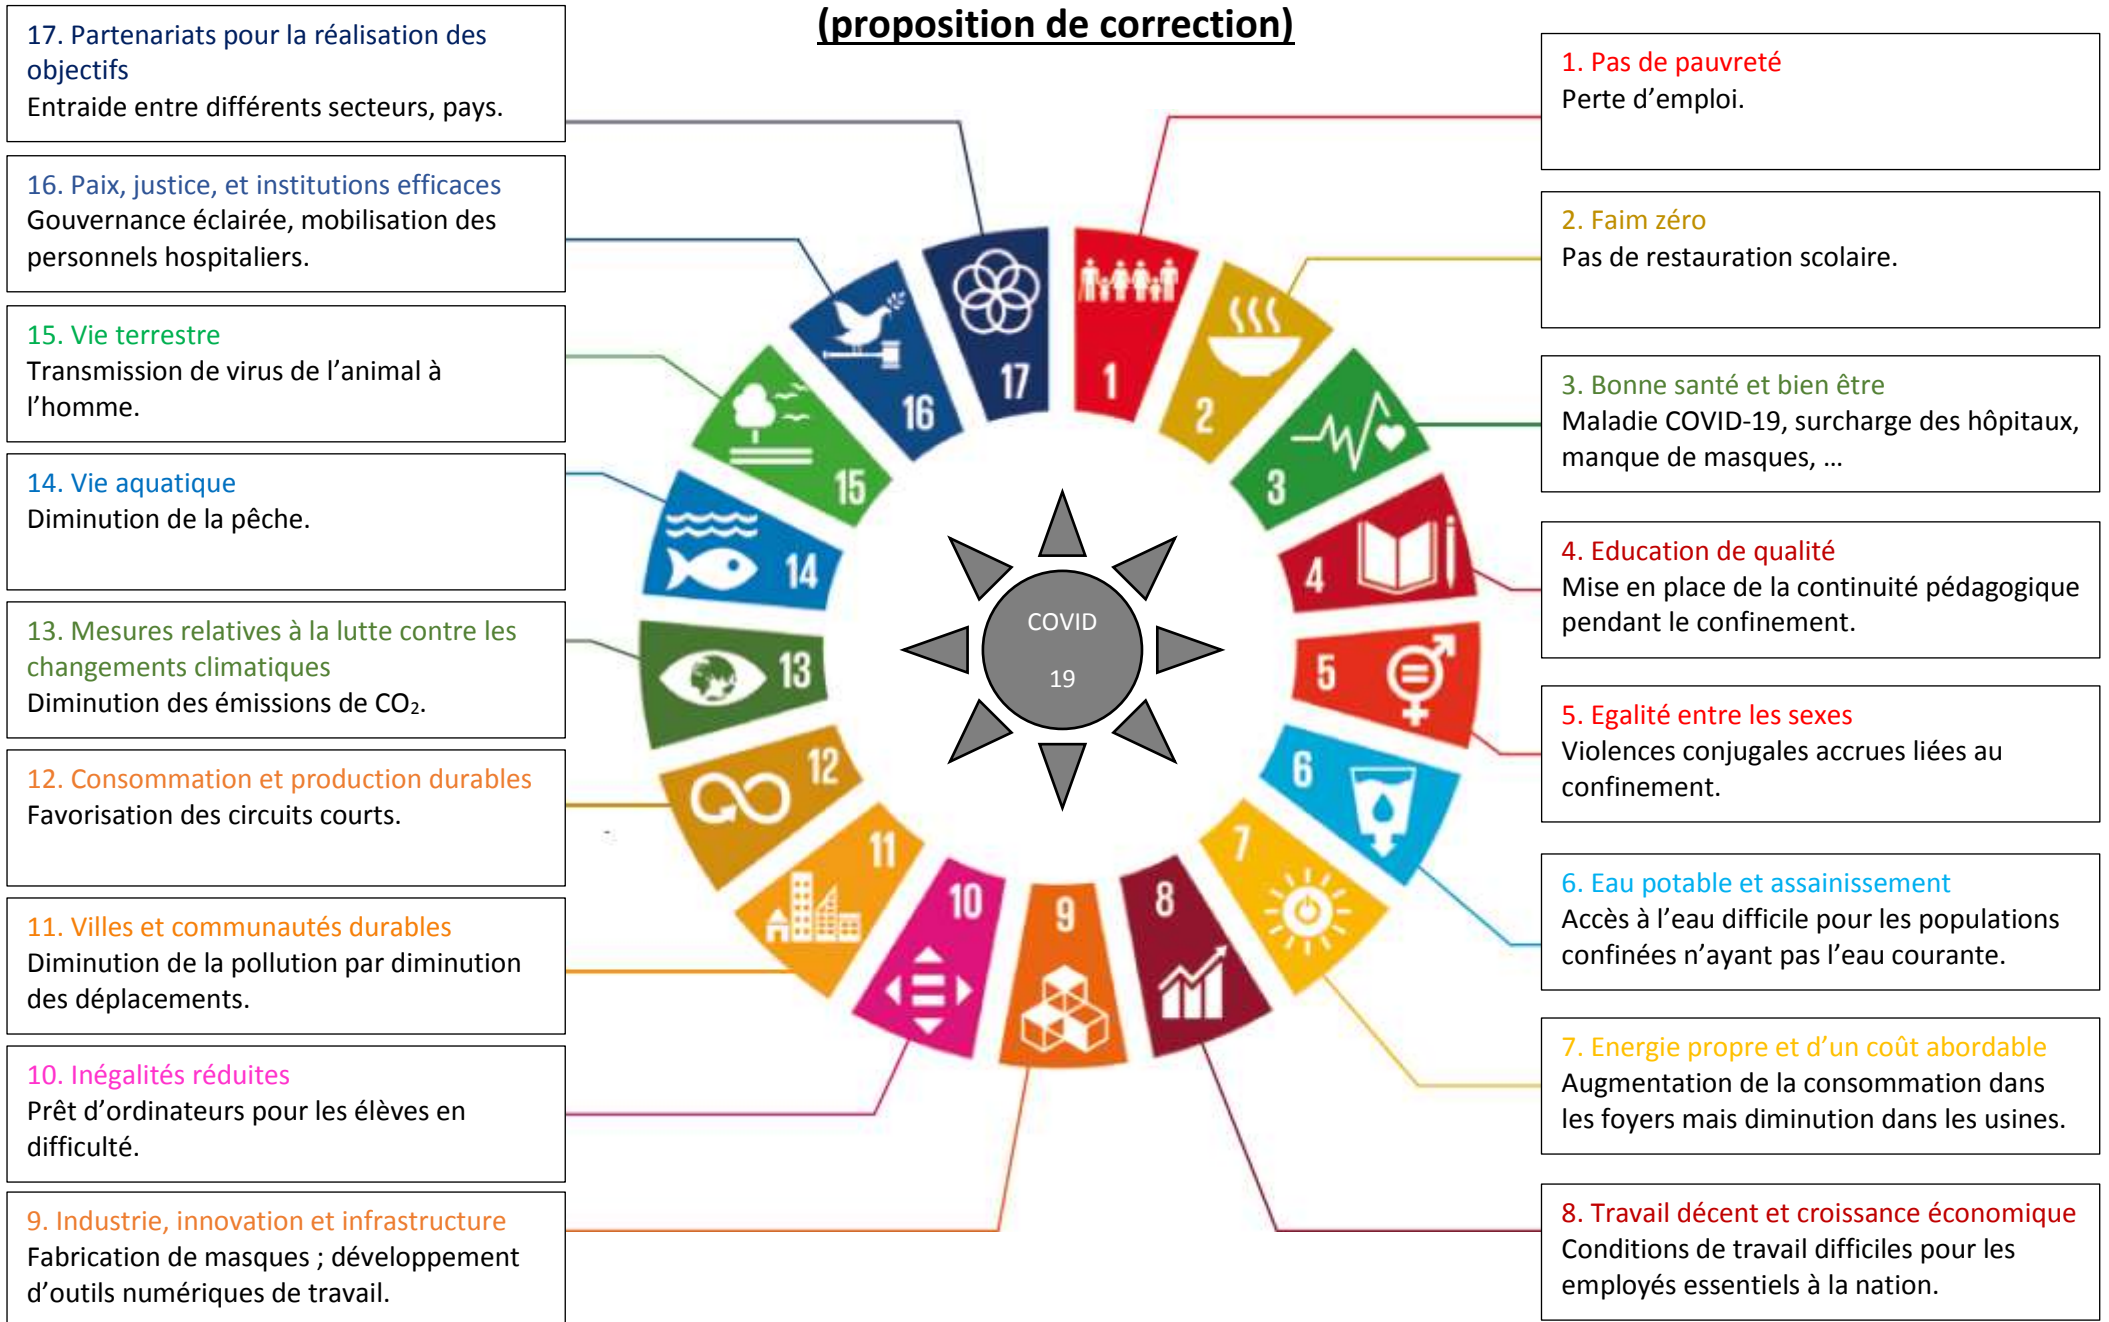 (proposition de correction)
17. Partenariats pour la réalisation des
objectifs
Entraide entre différents secteurs, pays.
16. Paix, justice, et institutions efficaces
Gouvernance éclairée, mobilisation des
personnels hospitaliers.
15. Vie terrestre
Transmission de virus de l’animal à
l’homme.
14. Vie aquatique
Diminution de la pêche.
13. Mesures relatives à la lutte contre les
changements climatiques
Diminution des émissions de CO₂.
12. Consommation et production durables
Favorisation des circuits courts.
11. Villes et communautés durables
Diminution de la pollution par diminution
des déplacements.
10. Inégalités réduites
Prêt d’ordinateurs pour les élèves en
difficulté.
9. Industrie, innovation et infrastructure
Fabrication de masques ; développement
d’outils numériques de travail.
1
2
3
4
5
6
7
8
9
10
11
12
13
14
15
16
17
COVID
19
1. Pas de pauvreté
Perte d’emploi.
2. Faim zéro
Pas de restauration scolaire.
3. Bonne santé et bien être
Maladie COVID-19, surcharge des hôpitaux,
manque de masques, …
4. Education de qualité
Mise en place de la continuité pédagogique
pendant le confinement.
5. Egalité entre les sexes
Violences conjugales accrues liées au
confinement.
6. Eau potable et assainissement
Accès à l’eau difficile pour les populations
confinées n’ayant pas l’eau courante.
7. Energie propre et d’un coût abordable
Augmentation de la consommation dans
les foyers mais diminution dans les usines.
8. Travail décent et croissance économique
Conditions de travail difficiles pour les
employés essentiels à la nation.